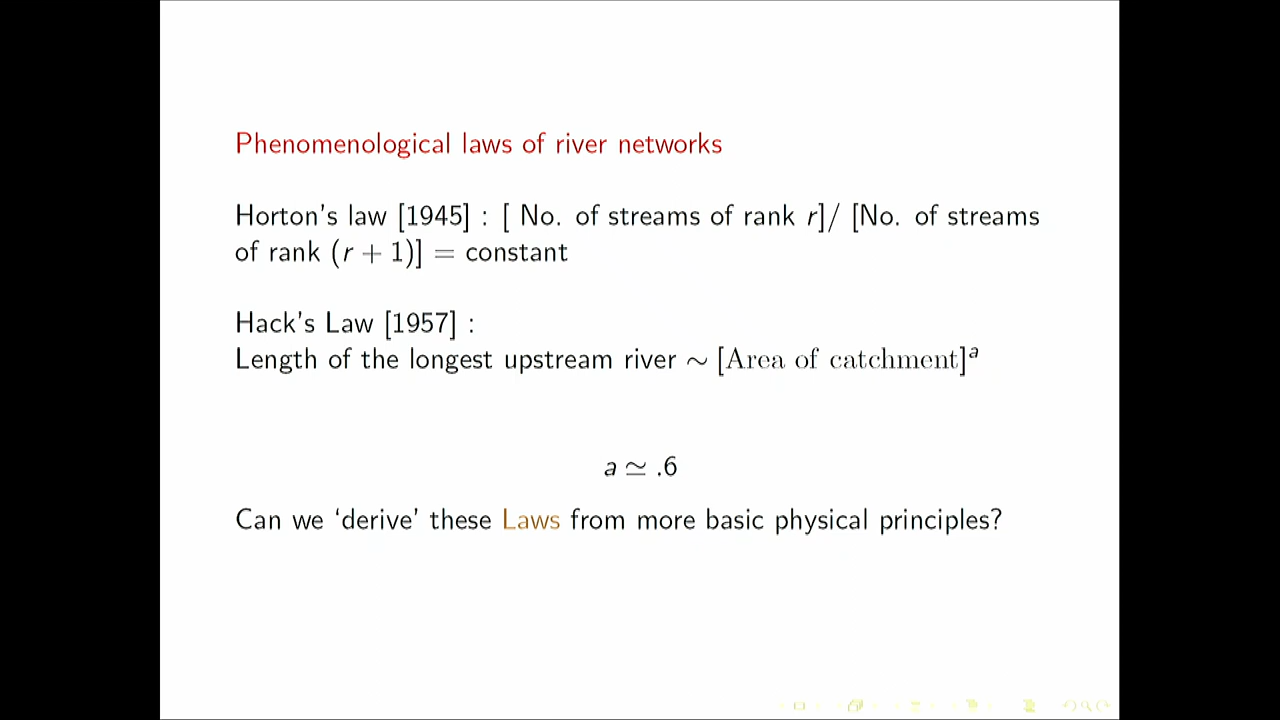 Phenomenological laws of river networks
Horton's law [1945] : [ No. of streams of rank r]/ [No. of streams
of rank (r + 1)] = constant
Hack's Law [1957] :
Length of the longest upstream river ∼ [Area of catchment]ᵃ
a ≃ .6
Can we ‘derive’ these Laws from more basic physical principles?